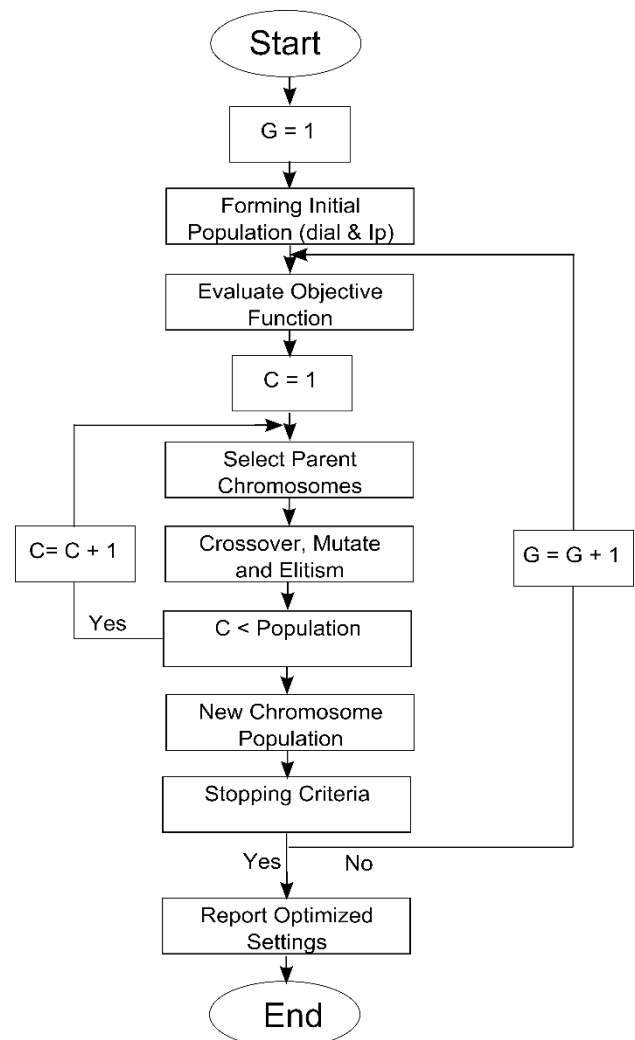 Start
G = 1
Forming Initial
Population (dial & Ip)
Evaluate Objective
Function
C = 1
Select Parent
Chromosomes
C= C + 1
Crossover, Mutate
and Elitism
G = G + 1
Yes
C < Population
New Chromosome
Population
Stopping Criteria
Yes
No
Report Optimized
Settings
End